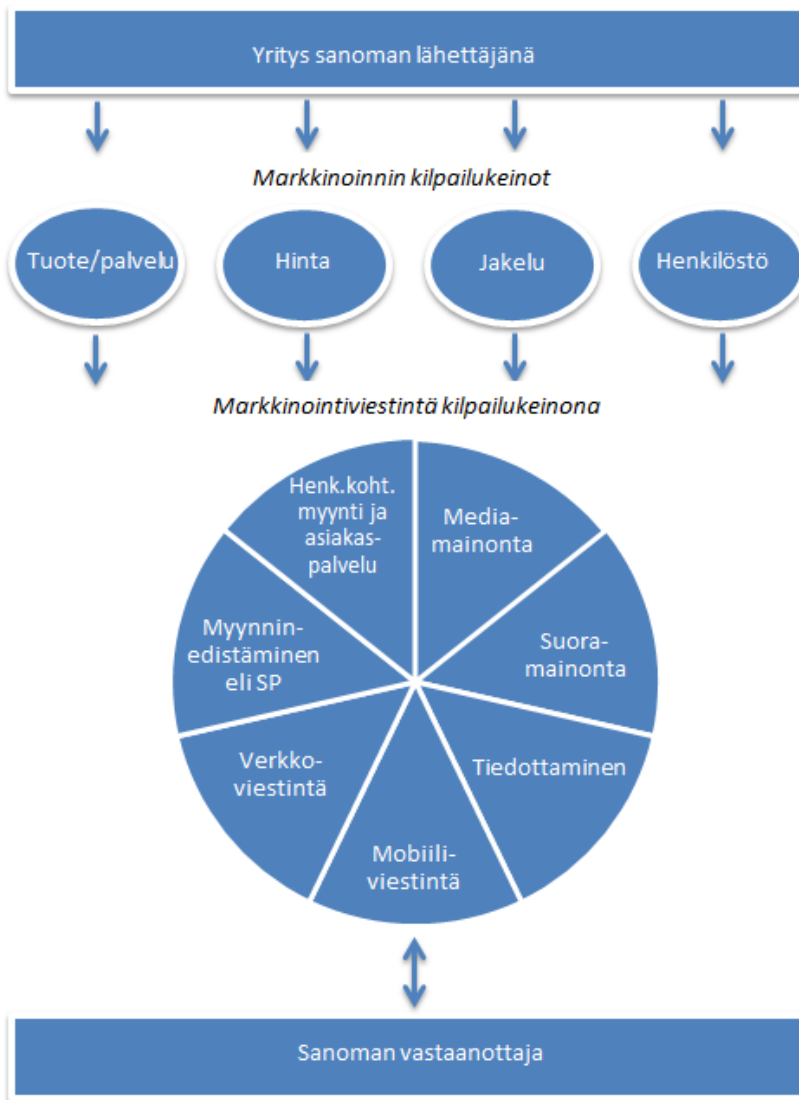 Yritys sanoman lähettäjänä
Markkinoinnin kilpailukeinot
Tuote/palvelu
Hinta
Jakelu
Henkilöstö
Markkinointiviestintä kilpailukeinona
Henk.koht.
myynti ja
asiakas-
palvelu
Media-
mainonta
Suora-
mainonta
Tiedottaminen
Mobiili-
viestintä
Verkko-
viestintä
Myynnin-
edistäminen
eli SP
Sanoman vastaanottaja